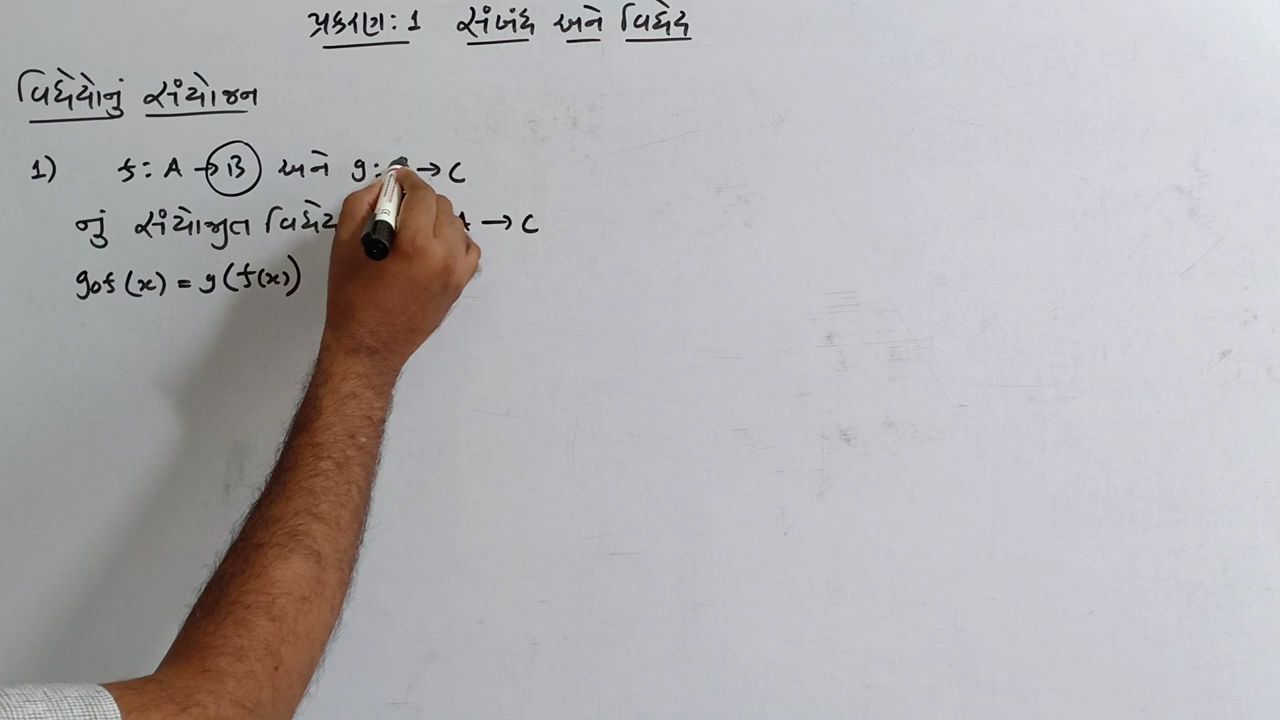 પ્રકરણ: 1 સંબંધ અને વિધેય
વિધેયોનું સંયોજન
1) f: A → B અને g: → C
નું સંયોજીત વિધેય A → C
gof (x) = g(f(x))